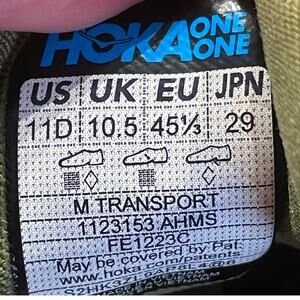 HOKA ONE ONE
US UK EU JPN
11D 10.5 45⅓ 29
M TRANSPORT
1123153 AHMS
FE1223G
May be covered by Pat.
www.hoka.com/patents